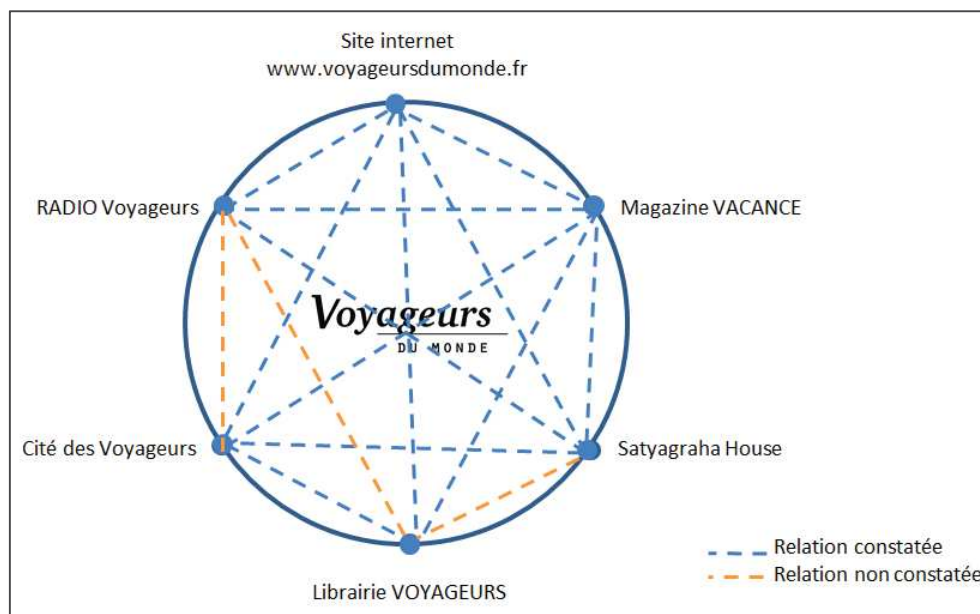 Site internet
www.voyageursdumonde.fr
RADIO Voyageurs
Magazine VACANCE
Voyageurs
DU MONDE
Cité des Voyageurs
Satyagraha House
Librairie VOYAGEURS
Relation constatée
Relation non constatée